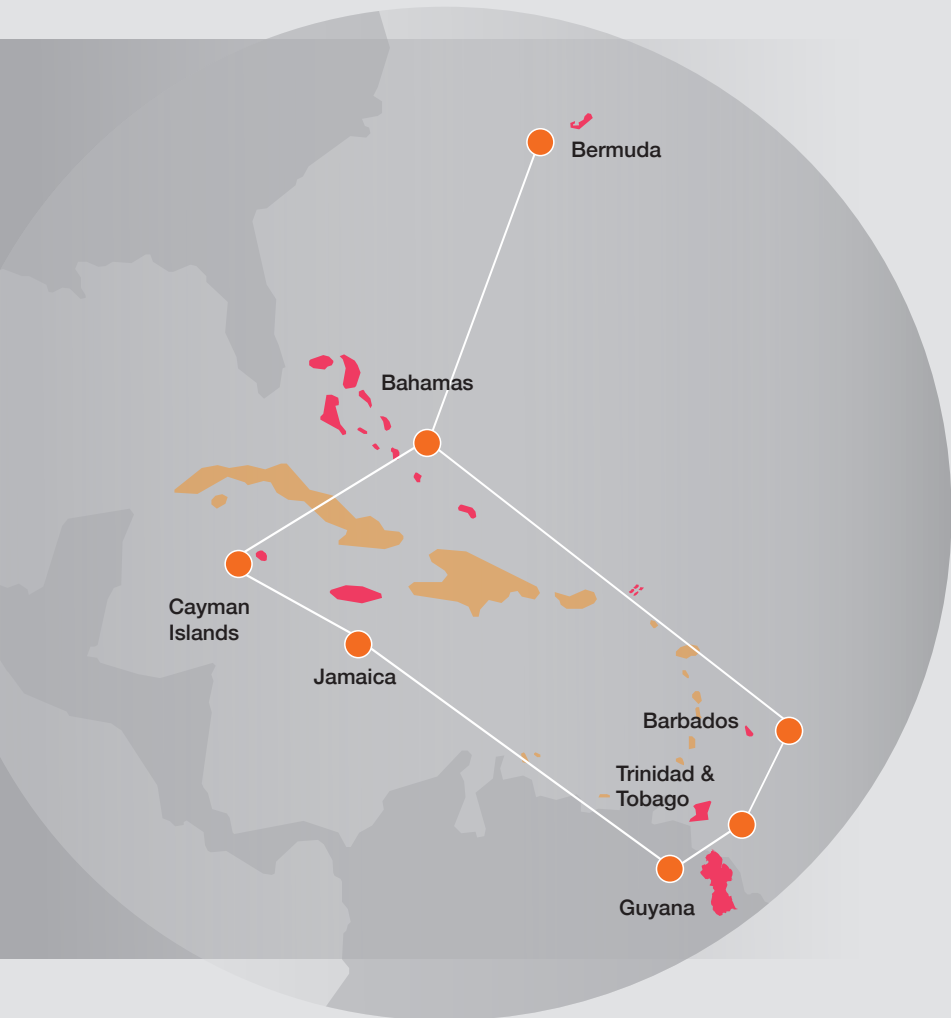 Bermuda
Bahamas
Cayman
Islands
Jamaica
Barbados
Trinidad &
Tobago
Guyana